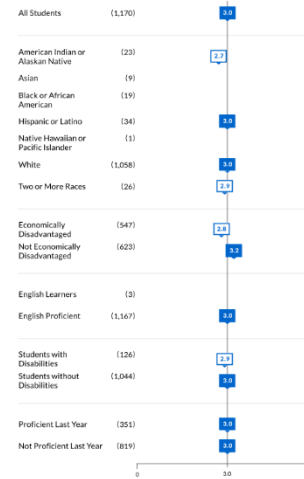 All Students (1,170) 3.0
American Indian or (23)
Alaskan Native 2.7
Asian (9)
Black or African (19)
American
Hispanic or Latino (34) 3.0
Native Hawaiian or (1)
Pacific Islander
White (1,058) 3.0
Two or More Races (26) 2.9
Economically (547)
Disadvantaged 2.8
Not Economically (623) 3.2
Disadvantaged
English Learners (3)
English Proficient (1,167) 3.0
Students with (126)
Disabilities 2.9
Students without (1,044) 3.0
Disabilities
Proficient Last Year (351) 3.0
Not Proficient Last Year (819) 3.0
0 3.0